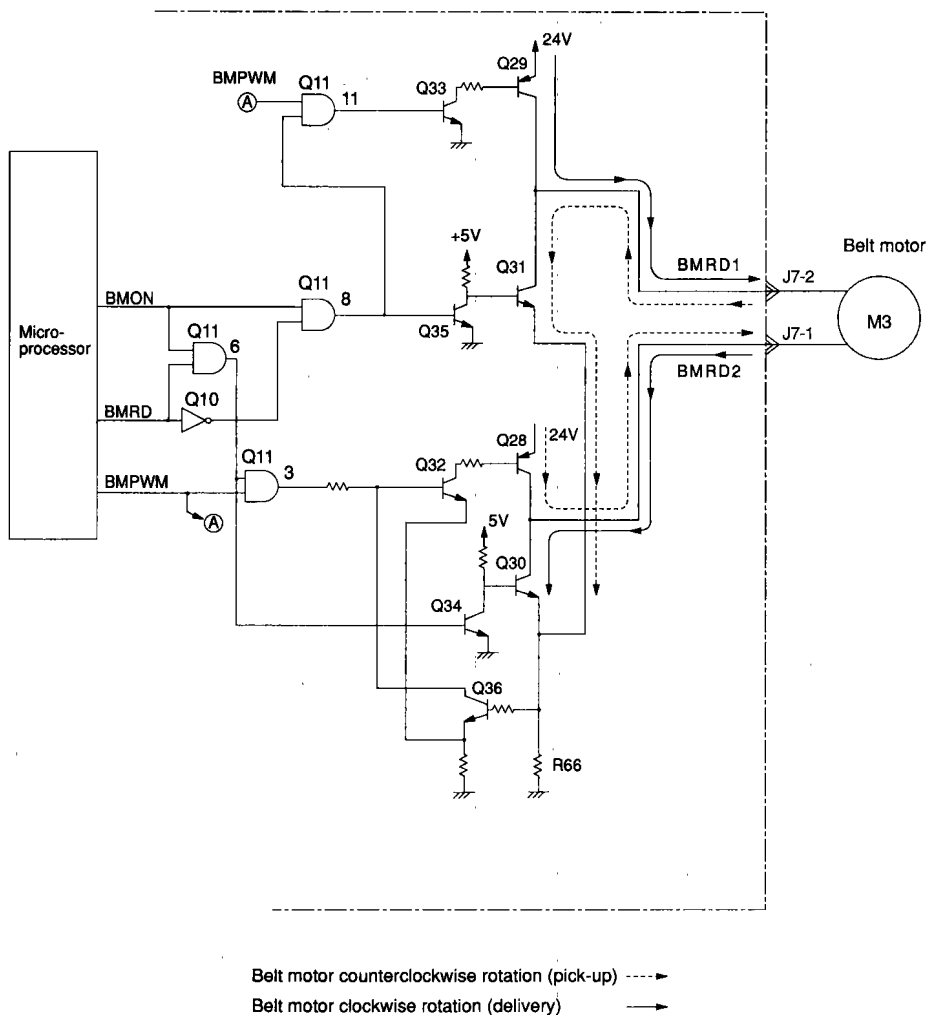 24V
Q29
BMPWM
Q33
Q11
A
11
+5V
Q31
Belt motor
BMRD1
J7-2
Q11
BMON
8
Q11
Q35
M3
Micro-
processor
6
J7-1
Q10
BMRD2
BMRD
Q28
24V
Q11
Q32
BMPWM
3
A
5V
Q30
Q34
Q36
R66
Belt motor counterclockwise rotation (pick-up)
Belt motor clockwise rotation (delivery)